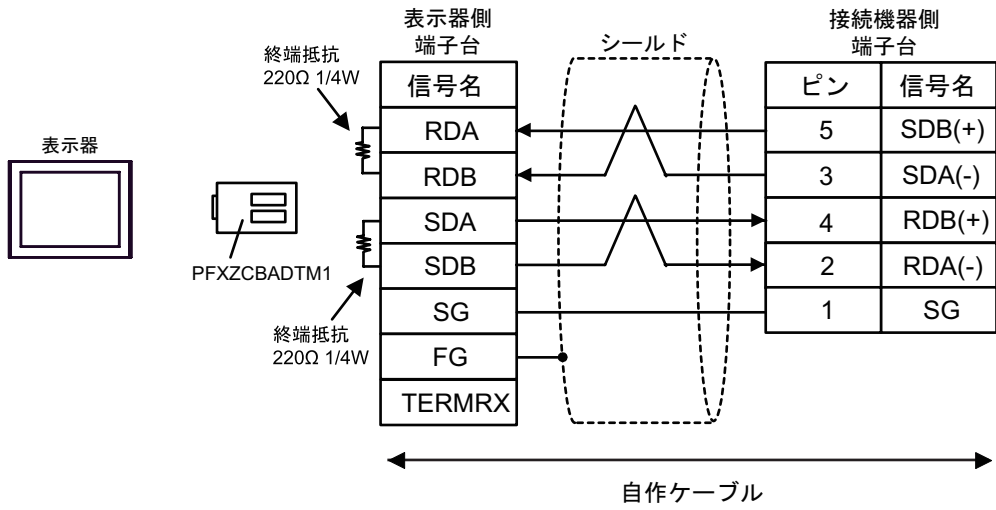 表示器側
端子台
接続機器側
端子台
終端抵抗
220Ω 1/4W
シールド
信号名
ピン
信号名
RDA
5
SDB(+)
表示器
RDB
3
SDA(-)
SDA
4
RDB(+)
PFXZCBADTM1
SDB
2
RDA(-)
SG
1
SG
終端抵抗
220Ω 1/4W
FG
TERMRX
自作ケーブル